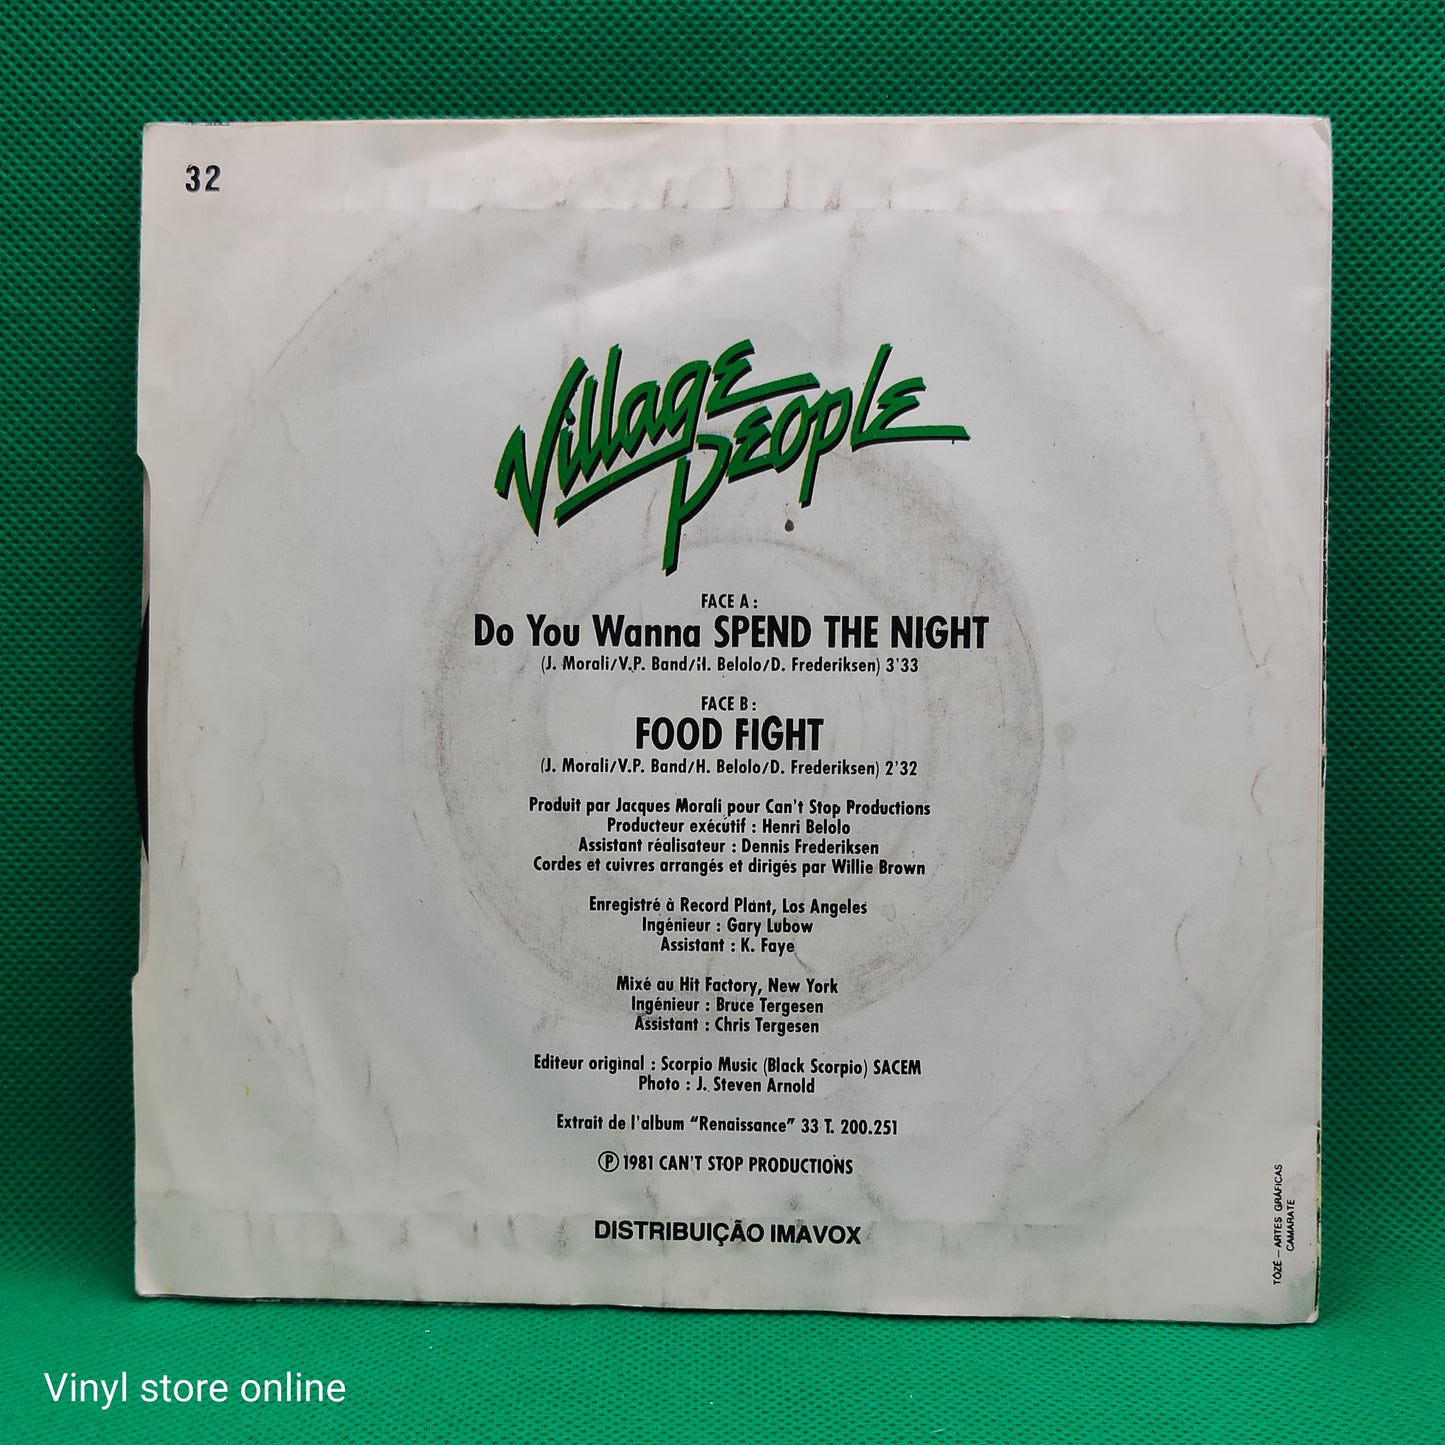 32
Village People
FACE A :
Do You Wanna SPEND THE NIGHT
(J. Morali/V.P. Band/H. Belolo/D. Frederiksen) 3'33
FACE B :
FOOD FIGHT
(J. Morali/V.P. Band/H. Belolo/D. Frederiksen) 2'32
Produit par Jacques Morali pour Can't Stop Productions
Producteur exécutif : Henri Belolo
Assistant réalisateur : Dennis Frederiksen
Cordes et cuivres arrangés et dirigés par Willie Brown
Enregistré à Record Plant, Los Angeles
Ingénieur : Gary Lubow
Assistant : K. Faye
Mixé au Hit Factory, New York
Ingénieur : Bruce Tergesen
Assistant : Chris Tergesen
Editeur original : Scorpio Music (Black Scorpio) SACEM
Photo : J. Steven Arnold
Extrait de l'album "Renaissance" 33 T. 200.251
℗ 1981 CAN'T STOP PRODUCTIONS
DISTRIBUIÇÃO IMAVOX
TÓZÉ — ARTES GRÁFICAS
CAMARATE
Vinyl store online